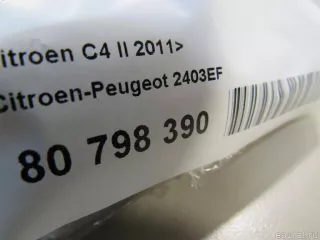 itroen C4 II 2011>
Citroen-Peugeot 2403EF
80 798 390